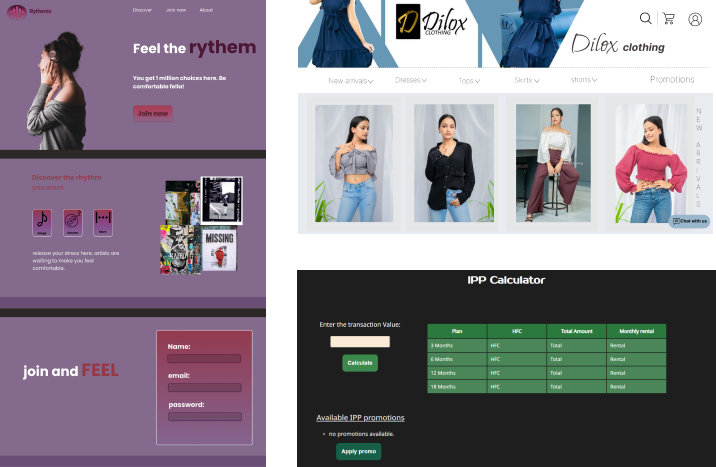 Rythemo
Discover
Join now
About
Feel the rythem
You got 1 million choices here. Be
comfortable fella!
Join now
Discover the rhythm
you want
release your stress here. artists are
waiting to make you feel
comfortable.
MISSING
join and FEEL
Name:
email:
password:
Dilox
CLOTHING
Dilox clothing
New arrivals
Dresses
Tops
Skirts
shorts
Promotions
NEW ARRIVALS
Chat with us
IPP Calculator
Enter the transaction Value:
Calculate
Plan HFC Total Amount Monthly rental
3 Months HFC Total Rental
6 Months HFC Total Rental
12 Months HFC Total Rental
18 Months HFC Total Rental
Available IPP promotions
no promotions available.
Apply promo